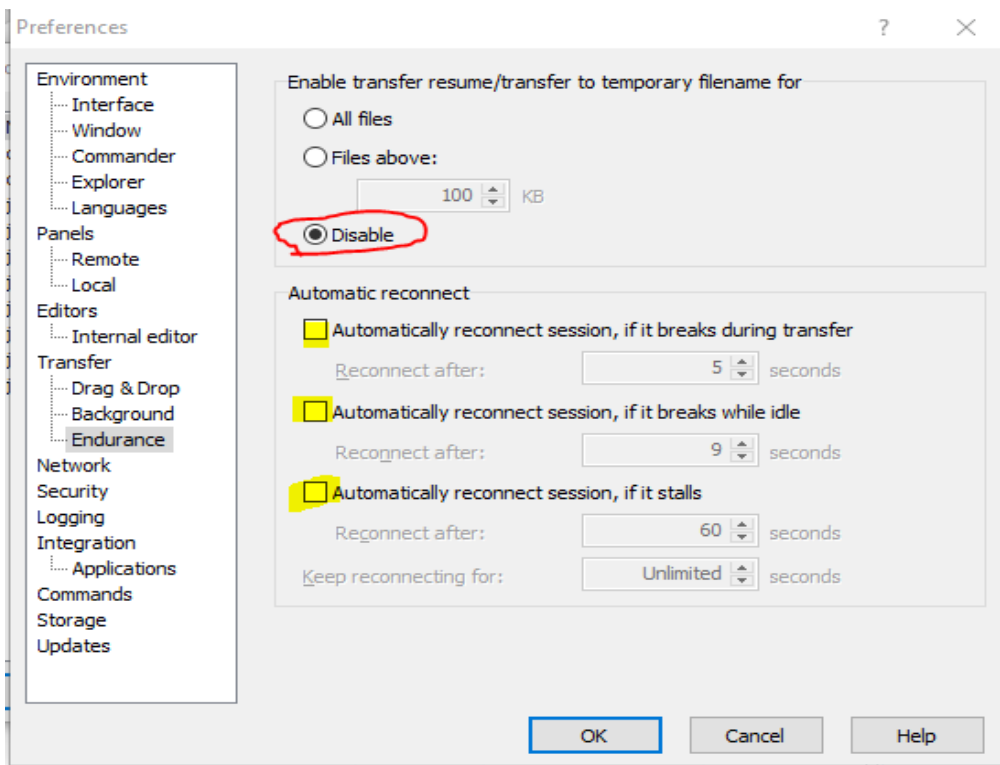 Preferences
?
Environment
Interface
Window
Commander
Explorer
Languages
Panels
Remote
Local
Editors
Internal editor
Transfer
Drag & Drop
Background
Endurance
Network
Security
Logging
Integration
Applications
Commands
Storage
Updates
Enable transfer resume/transfer to temporary filename for
All files
Files above:
100 KB
Disable
Automatic reconnect
Automatically reconnect session, if it breaks during transfer
Reconnect after: 5 seconds
Automatically reconnect session, if it breaks while idle
Reconnect after: 9 seconds
Automatically reconnect session, if it stalls
Reconnect after: 60 seconds
Keep reconnecting for: Unlimited seconds
OK Cancel Help